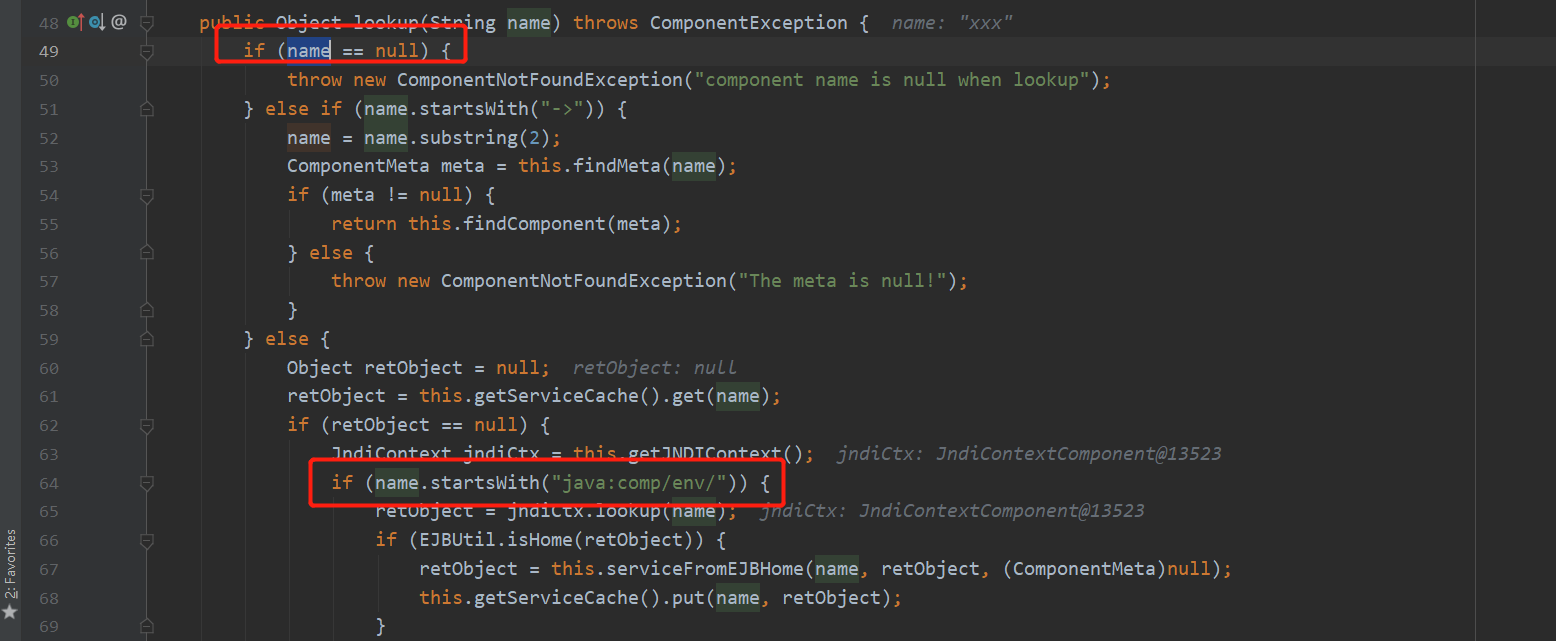 48 @ public Object lookup(String name) throws ComponentException { name: "xxx"
49 if (name == null) {
50 throw new ComponentNotFoundException("component name is null when lookup");
51 } else if (name.startsWith("->")) {
52 name = name.substring(2);
53 ComponentMeta meta = this.findMeta(name);
54 if (meta != null) {
55 return this.findComponent(meta);
56 } else {
57 throw new ComponentNotFoundException("The meta is null!");
58 }
59 } else {
60 Object retObject = null; retObject: null
61 retObject = this.getServiceCache().get(name);
62 if (retObject == null) {
63 JndiContext jndiCtx = this.getJNDIContext(); jndiCtx: JndiContextComponent@13523
64 if (name.startsWith("java:comp/env/")) {
65 retObject = jndiCtx.lookup(name); jndiCtx: JndiContextComponent@13523
66 if (EJBUtil.isHome(retObject)) {
67 retObject = this.serviceFromEJBHome(name, retObject, (ComponentMeta)null);
68 this.getServiceCache().put(name, retObject);
69 }
2: Favorites